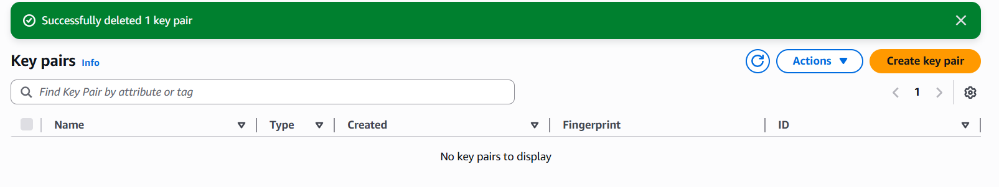 Successfully deleted 1 key pair
Key pairs Info
Actions
Create key pair
Find Key Pair by attribute or tag
1
Name Type Created Fingerprint ID
No key pairs to display